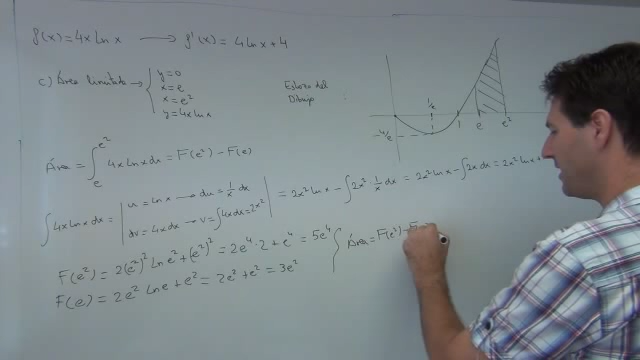 f(x) = 4x ln x → f'(x) = 4 ln x + 4
c) Área limitada → { y = 0
x = e
x = e²
y = 4x ln x
Esbozo del
Dibujo :
1/e
-4/e
1 e e²
Área = ∫ₑ^(e²) 4x ln x dx = F(e²) - F(e)
∫4x ln x dx = | u = ln x → du = 1/x dx
dv = 4x dx → v = ∫4x dx = 2x² | = 2x² ln x - ∫2x² · 1/x dx = 2x² ln x - ∫2x dx = 2x² ln x +
F(e²) = 2(e²)² ln e² + (e²)² = 2e⁴ · 2 + e⁴ = 5e⁴
F(e) = 2e² ln e + e² = 2e² + e² = 3e²
Área = F(e²) -